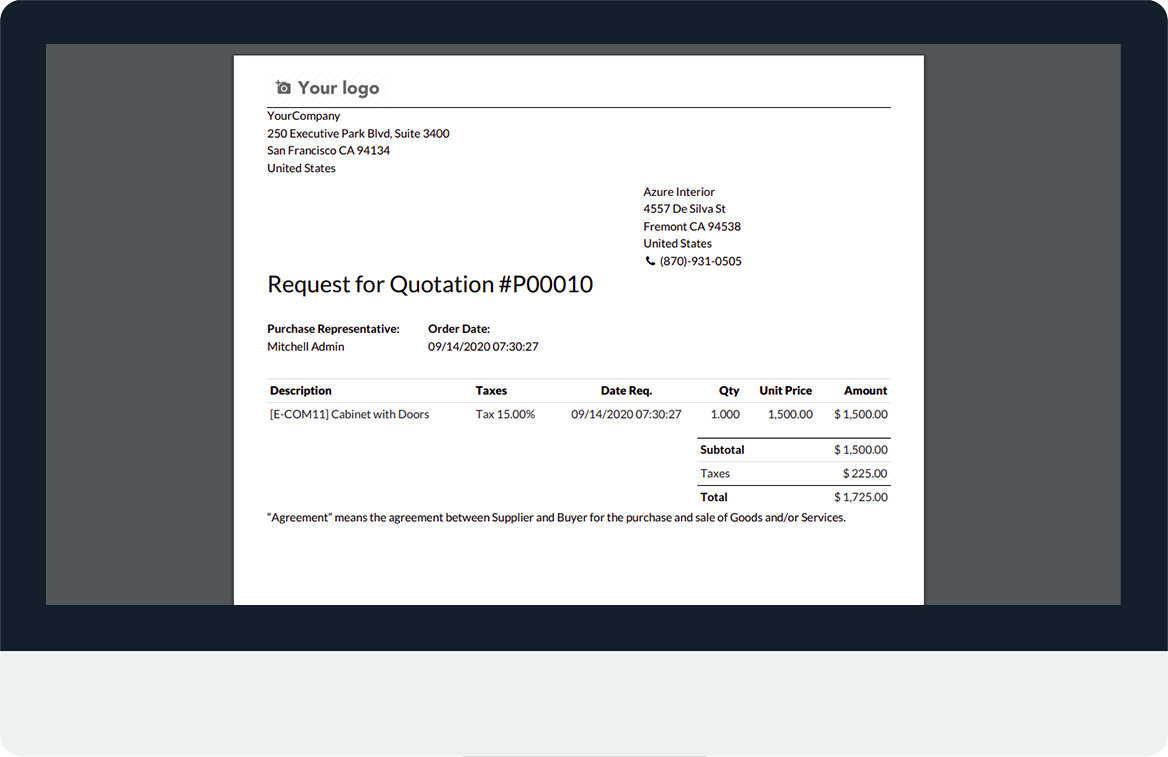 Your logo
YourCompany
250 Executive Park Blvd, Suite 3400
San Francisco CA 94134
United States
Azure Interior
4557 De Silva St
Fremont CA 94538
United States
(870)-931-0505
Request for Quotation #P00010
Purchase Representative: Order Date:
Mitchell Admin 09/14/2020 07:30:27
Description Taxes Date Req. Qty Unit Price Amount
[E-COM11] Cabinet with Doors Tax 15.00% 09/14/2020 07:30:27 1.000 1,500.00 $ 1,500.00
Subtotal $ 1,500.00
Taxes $ 225.00
Total $ 1,725.00
“Agreement” means the agreement between Supplier and Buyer for the purchase and sale of Goods and/or Services.